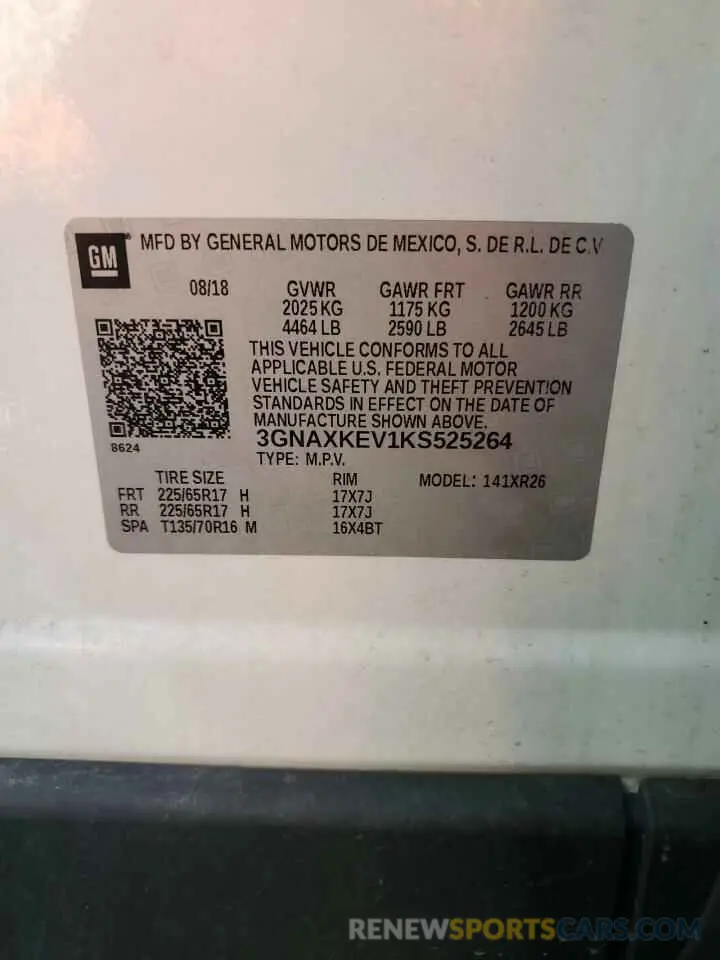 GM® MFD BY GENERAL MOTORS DE MEXICO, S. DE R.L. DE C.V
08/18 GVWR GAWR FRT GAWR RR
2025 KG 1175 KG 1200 KG
4464 LB 2590 LB 2645 LB
THIS VEHICLE CONFORMS TO ALL
APPLICABLE U.S. FEDERAL MOTOR
VEHICLE SAFETY AND THEFT PREVENTION
STANDARDS IN EFFECT ON THE DATE OF
MANUFACTURE SHOWN ABOVE.
8624 3GNAXKEV1KS525264
TYPE: M.P.V.
TIRE SIZE RIM MODEL: 141XR26
FRT 225/65R17 H 17X7J
RR 225/65R17 H 17X7J
SPA T135/70R16 M 16X4BT
RENEWSPORTSCARS.COM